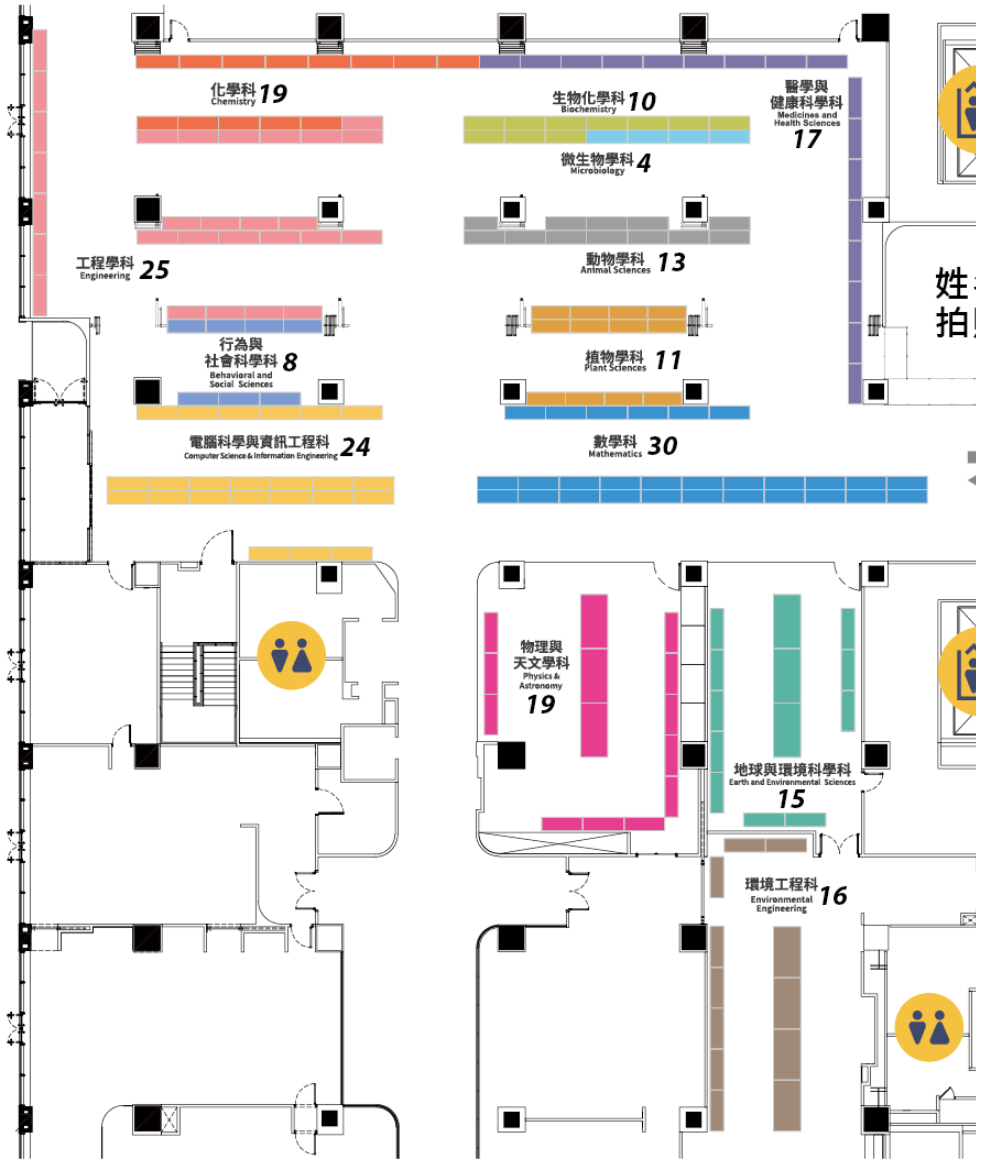 化學科
Chemistry
19
生物化學科
Biochemistry
10
醫學與
健康科學科
Medicines and
Health Sciences
17
微生物學科
Microbiology
4
工程學科
Engineering
25
動物學科
Animal Sciences
13
姓
拍
行為與
社會科學科
Behavioral and
Social Sciences
8
植物學科
Plant Sciences
11
電腦科學與資訊工程科
Computer Science & Information Engineering
24
數學科
Mathematics
30
物理與
天文學科
Physics &
Astronomy
19
地球與環境科學科
Earth and Environmental Sciences
15
環境工程科
Environmental
Engineering
16